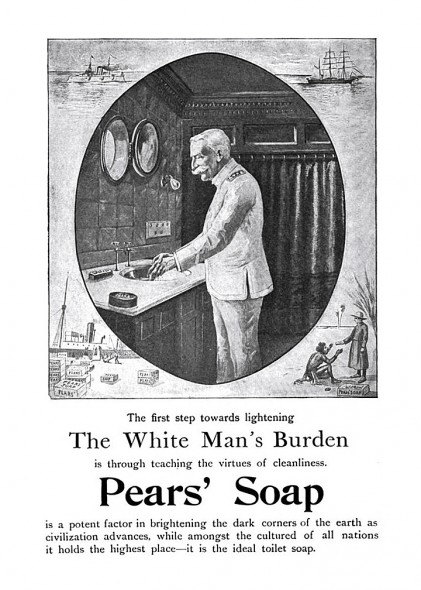 PEARS'
PEARS' SOAP
The first step towards lightening
The White Man's Burden
is through teaching the virtues of cleanliness.
Pears' Soap
is a potent factor in brightening the dark corners of the earth as
civilization advances, while amongst the cultured of all nations
it holds the highest place—it is the ideal toilet soap.